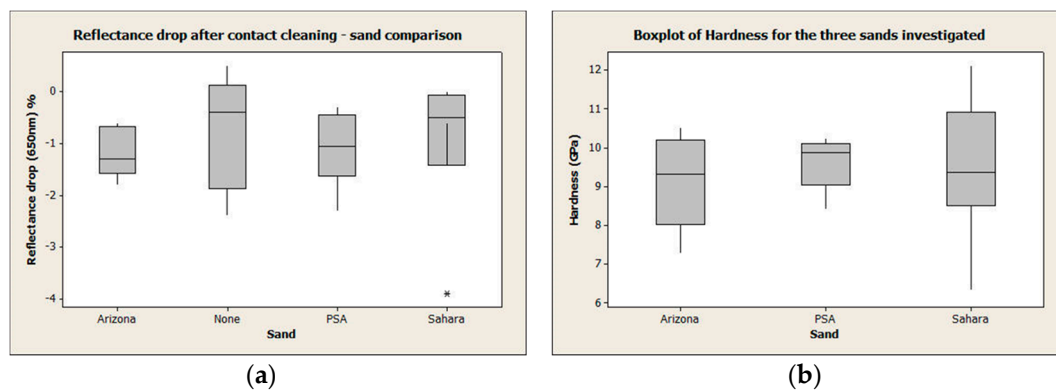 Reflectance drop after contact cleaning - sand comparison
Reflectance drop (650nm) %
0
-1
-2
-3
-4
*
Arizona None PSA Sahara
Sand
(a)
Boxplot of Hardness for the three sands investigated
Hardness (GPa)
12
11
10
9
8
7
6
Arizona PSA Sahara
Sand
(b)